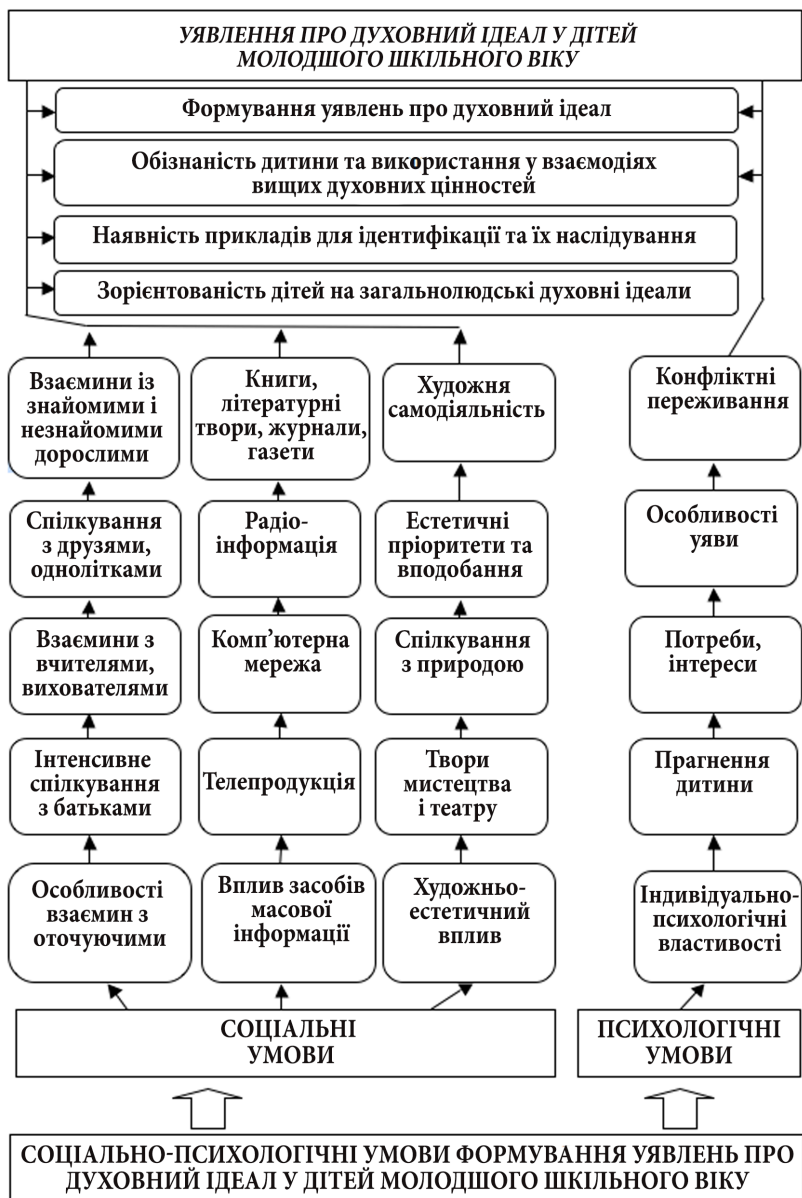 УЯВЛЕННЯ ПРО ДУХОВНИЙ ІДЕАЛ У ДІТЕЙ
МОЛОДШОГО ШКІЛЬНОГО ВІКУ
Формування уявлень про духовний ідеал
Обізнаність дитини та використання у взаємодіях
вищих духовних цінностей
Наявність прикладів для ідентифікації та їх наслідування
Зорієнтованість дітей на загальнолюдські духовні ідеали
Взаємини із
знайомими і
незнайомими
дорослими
Книги,
літературні
твори, журнали,
газети
Художня
самодіяльність
Конфліктні
переживання
Спілкування
з друзями,
однолітками
Радіо-
інформація
Естетичні
пріоритети та
вподобання
Особливості
уяви
Взаємини з
вчителями,
вихователями
Комп’ютерна
мережа
Спілкування
з природою
Потреби,
інтереси
Інтенсивне
спілкування
з батьками
Телепродукція
Твори
мистецтва
і театру
Прагнення
дитини
Особливості
взаємин з
оточуючими
Вплив засобів
масової
інформації
Художньо-
естетичний
вплив
Індивідуально-
психологічні
властивості
СОЦІАЛЬНІ
УМОВИ
ПСИХОЛОГІЧНІ
УМОВИ
СОЦІАЛЬНО-ПСИХОЛОГІЧНІ УМОВИ ФОРМУВАННЯ УЯВЛЕНЬ ПРО
ДУХОВНИЙ ІДЕАЛ У ДІТЕЙ МОЛОДШОГО ШКІЛЬНОГО ВІКУ